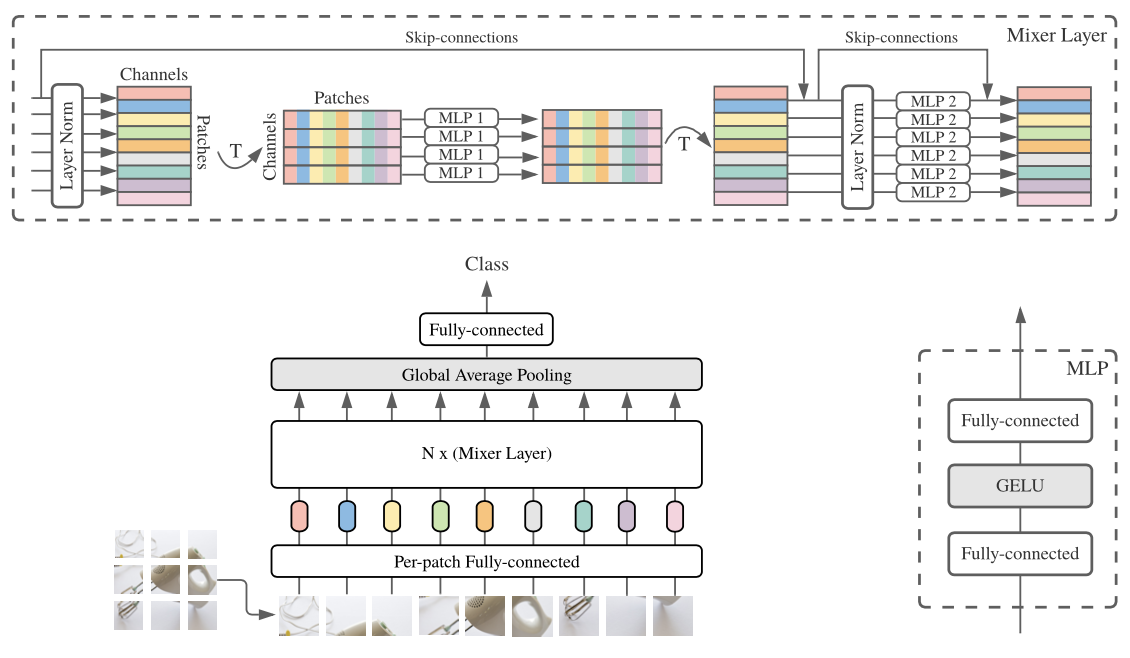 Skip-connections
Skip-connections
Mixer Layer
Channels
Layer Norm
Patches
T
Patches
Channels
MLP 1
MLP 1
MLP 1
MLP 1
T
Layer Norm
MLP 2
MLP 2
MLP 2
MLP 2
MLP 2
MLP 2
Class
Fully-connected
Global Average Pooling
N x (Mixer Layer)
Per-patch Fully-connected
MLP
Fully-connected
GELU
Fully-connected